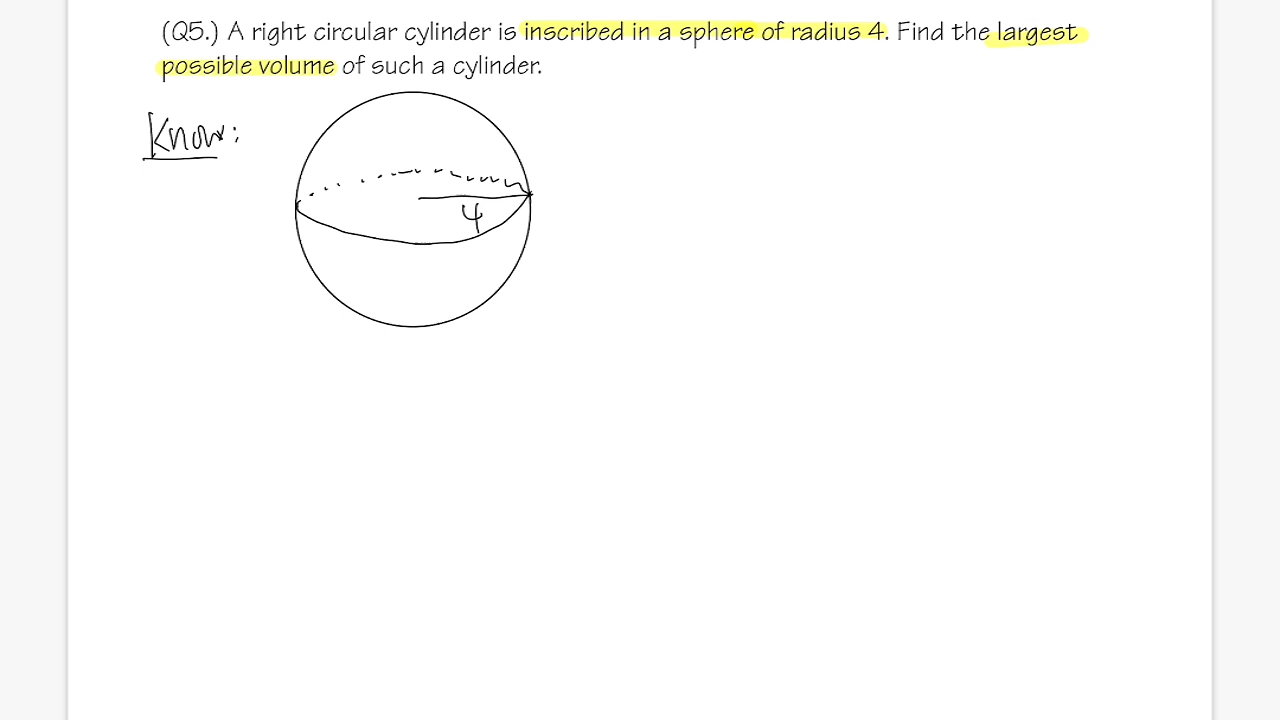 (Q5.) A right circular cylinder is inscribed in a sphere of radius 4. Find the largest
possible volume of such a cylinder.
Know:
4